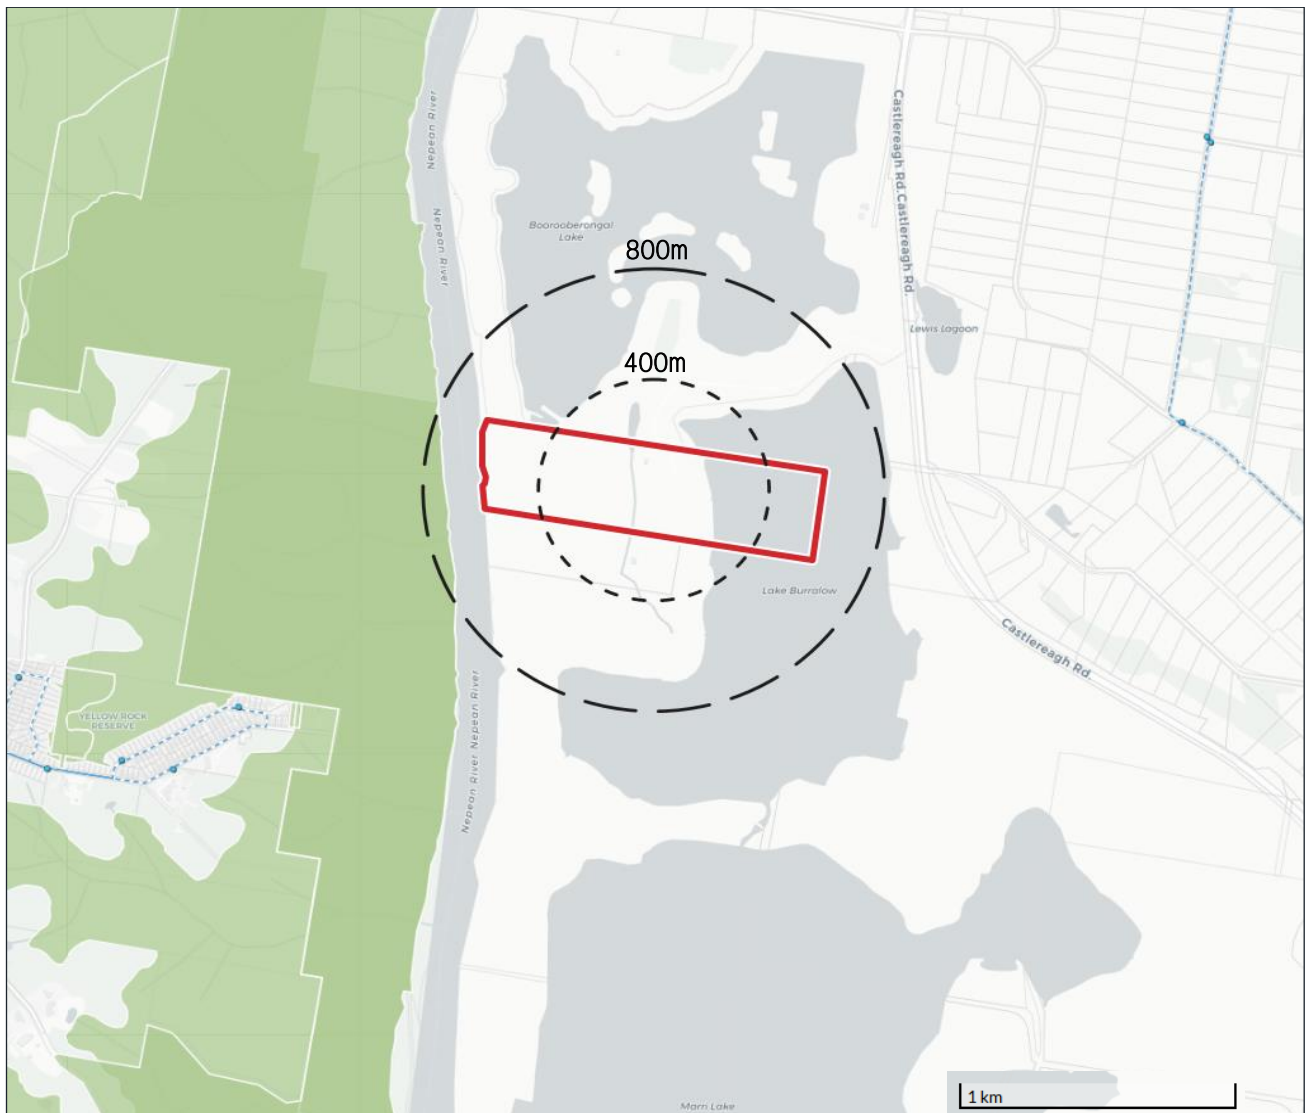 Nepean River
Castlereagh Rd.Castlereagh Rd.
Nepean River
Boorooberongal
Lake
800m
Lewis Lagoon
400m
Lake Burralow
Castlereagh Rd.
Nepean River Nepean River
YELLOW ROCK
RESERVE
1 km
Marn Lake